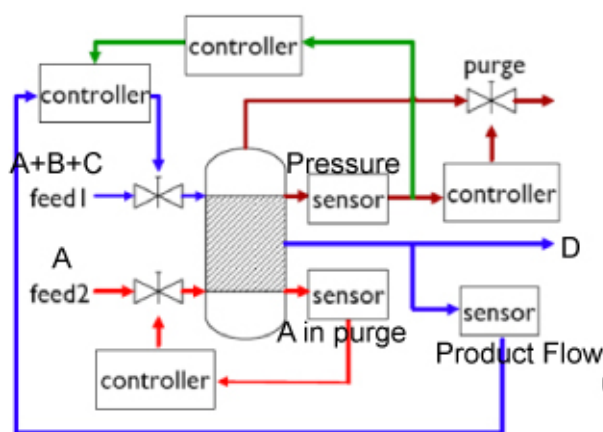 controller
purge
controller
A+B+C
feed1
Pressure
sensor
controller
D
A
feed2
sensor
A in purge
sensor
Product Flow
controller